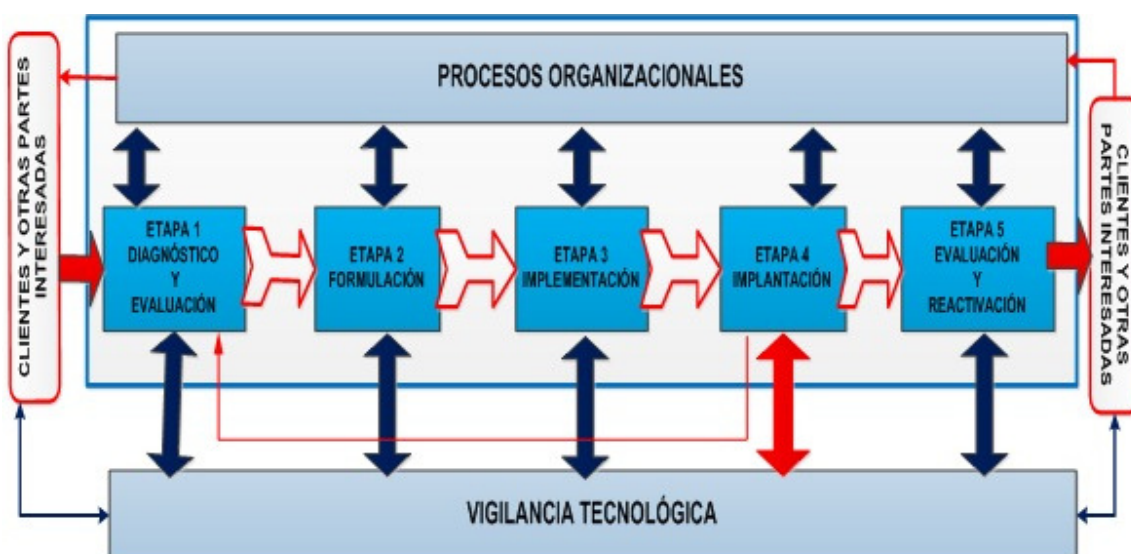 PROCESOS ORGANIZACIONALES
CLIENTES Y OTRAS PARTES
INTERESADAS
ETAPA 1
DIAGNÓSTICO
Y
EVALUACIÓN
ETAPA 2
FORMULACIÓN
ETAPA 3
IMPLEMENTACIÓN
ETAPA 4
IMPLANTACIÓN
ETAPA 5
EVALUACIÓN
Y
REACTIVACIÓN
CLIENTES Y OTRAS
PARTES INTERESADAS
VIGILANCIA TECNOLÓGICA